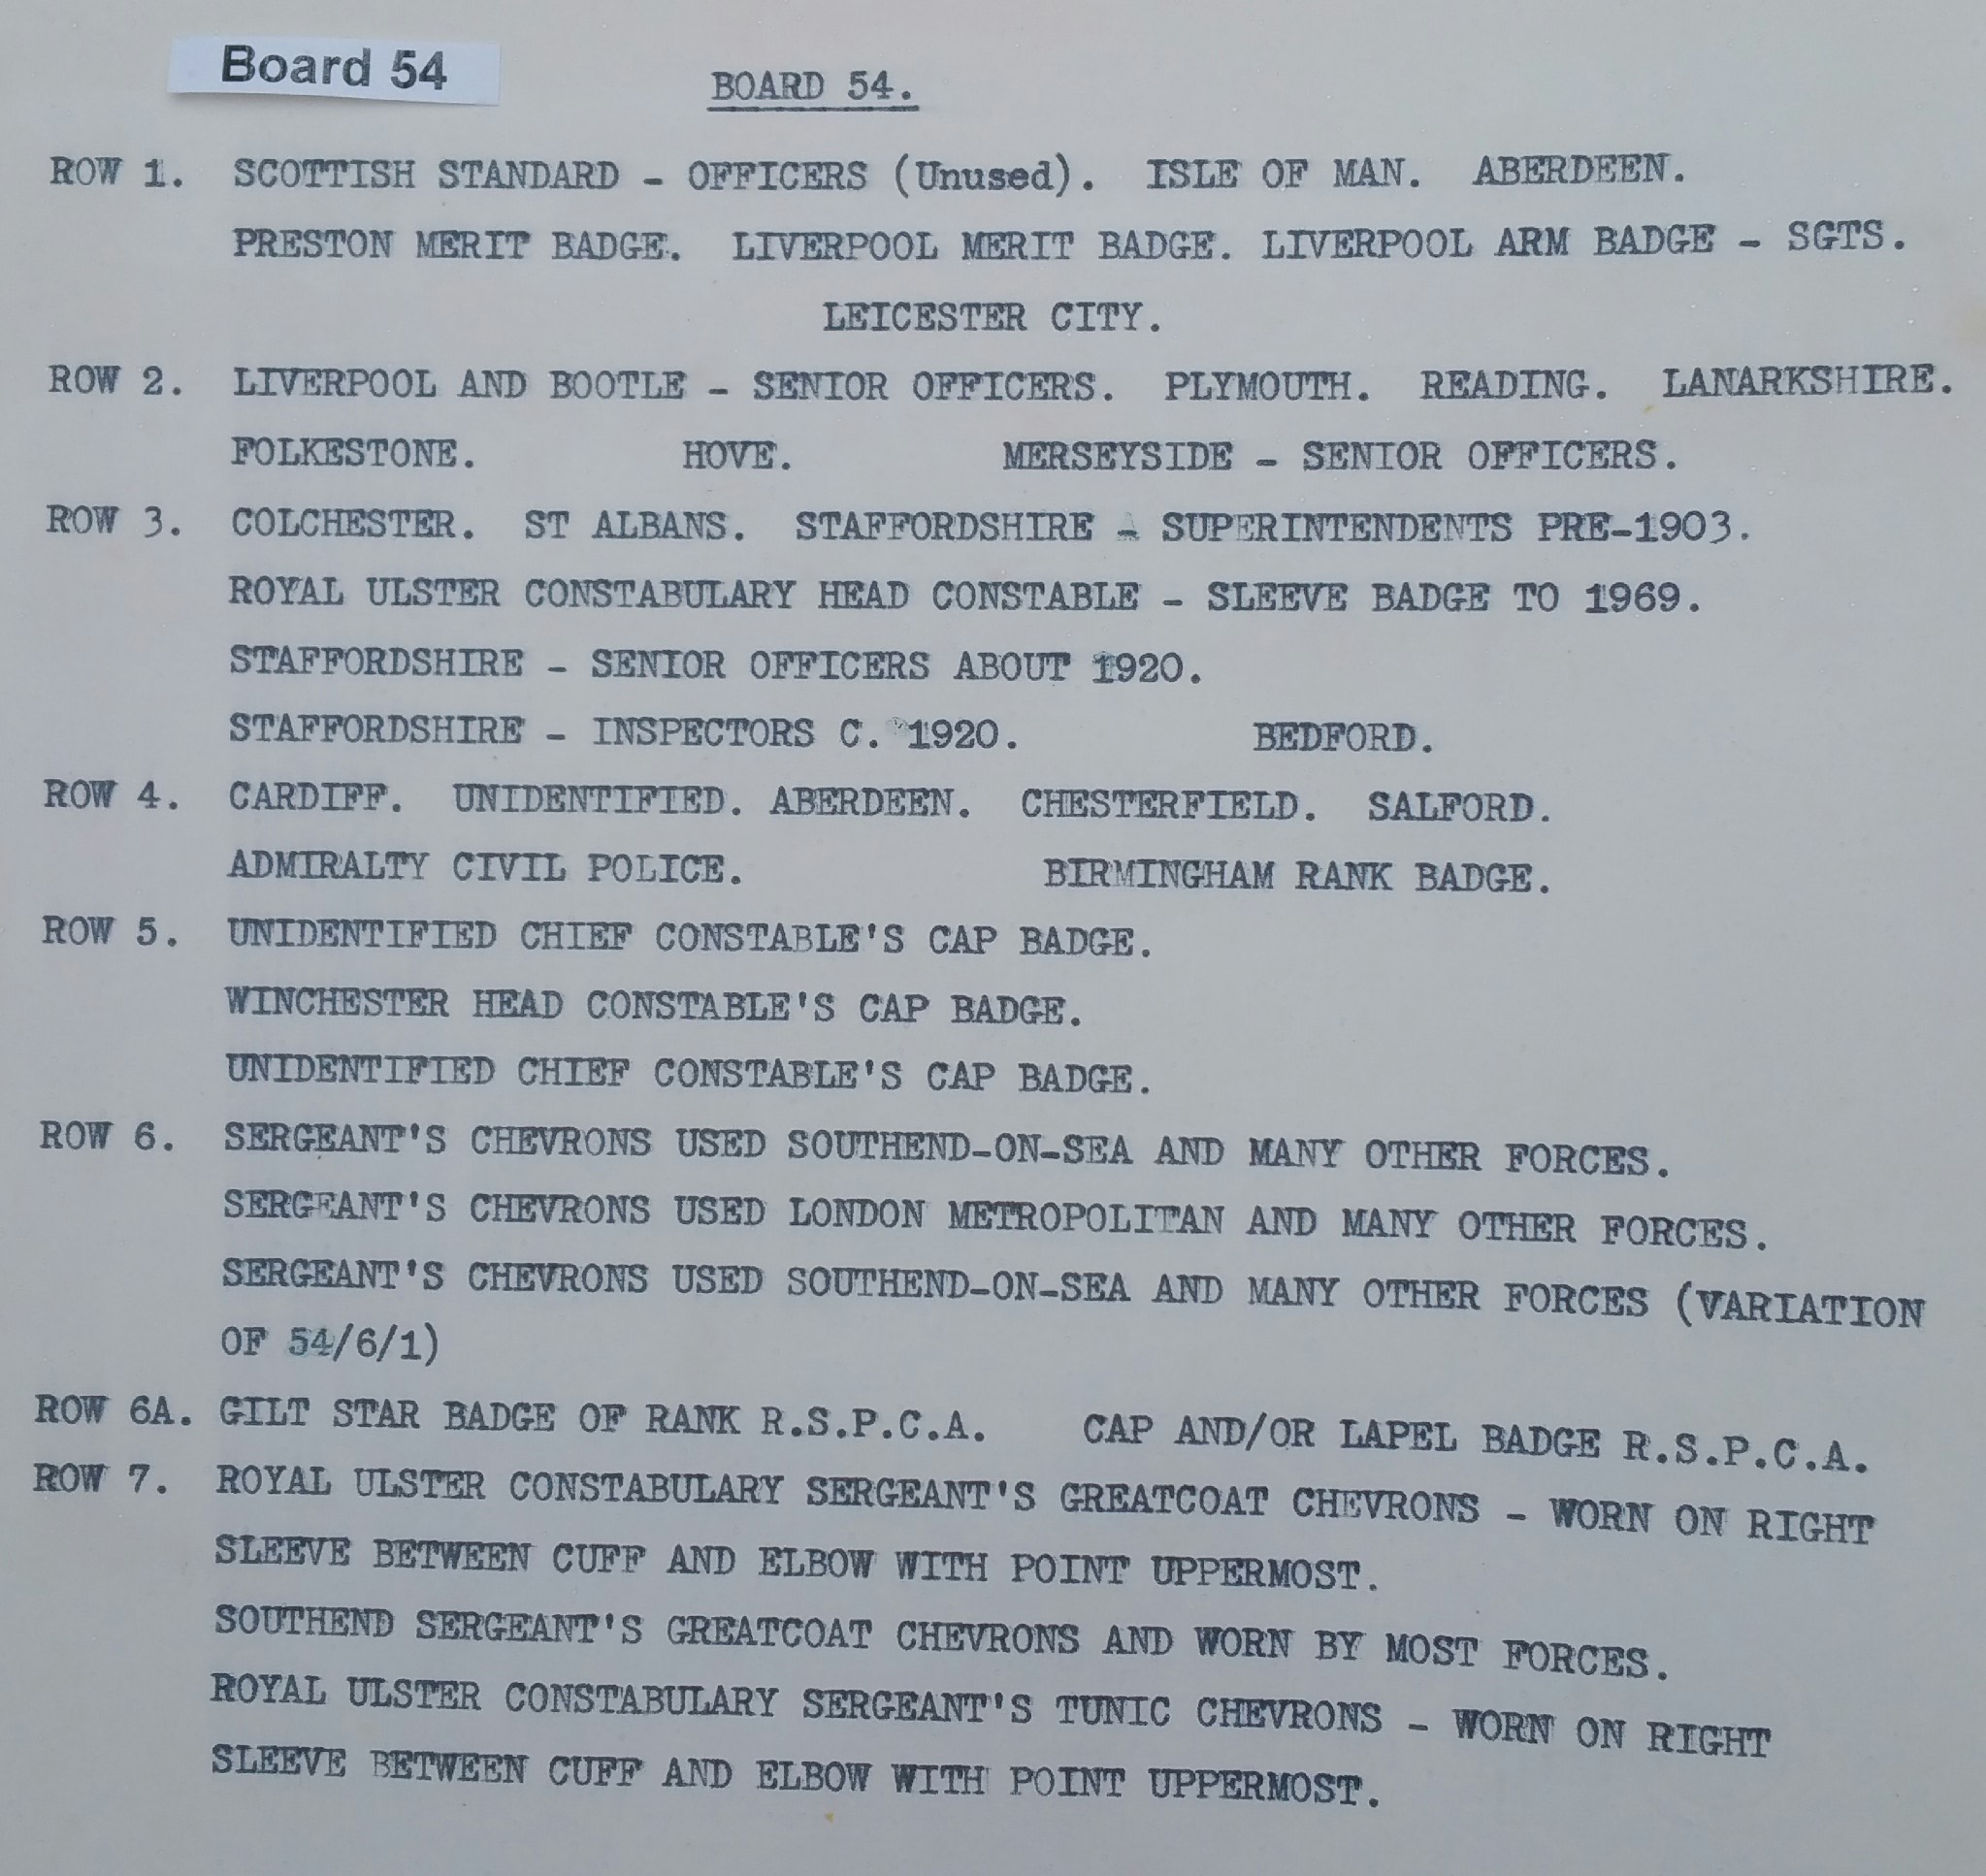 Board 54
BOARD 54.
ROW 1. SCOTTISH STANDARD - OFFICERS (Unused). ISLE OF MAN. ABERDEEN.
PRESTON MERIT BADGE. LIVERPOOL MERIT BADGE. LIVERPOOL ARM BADGE - SGTS.
LEICESTER CITY.
ROW 2. LIVERPOOL AND BOOTLE - SENIOR OFFICERS. PLYMOUTH. READING. LANARKSHIRE.
FOLKESTONE. HOVE. MERSEYSIDE - SENIOR OFFICERS.
ROW 3. COLCHESTER. ST ALBANS. STAFFORDSHIRE - SUPERINTENDENTS PRE-1903.
ROYAL ULSTER CONSTABULARY HEAD CONSTABLE - SLEEVE BADGE TO 1969.
STAFFORDSHIRE - SENIOR OFFICERS ABOUT 1920.
STAFFORDSHIRE - INSPECTORS C. 1920. BEDFORD.
ROW 4. CARDIFF. UNIDENTIFIED. ABERDEEN. CHESTERFIELD. SALFORD.
ADMIRALTY CIVIL POLICE. BIRMINGHAM RANK BADGE.
ROW 5. UNIDENTIFIED CHIEF CONSTABLE'S CAP BADGE.
WINCHESTER HEAD CONSTABLE'S CAP BADGE.
UNIDENTIFIED CHIEF CONSTABLE'S CAP BADGE.
ROW 6. SERGEANT'S CHEVRONS USED SOUTHEND-ON-SEA AND MANY OTHER FORCES.
SERGEANT'S CHEVRONS USED LONDON METROPOLITAN AND MANY OTHER FORCES.
SERGEANT'S CHEVRONS USED SOUTHEND-ON-SEA AND MANY OTHER FORCES (VARIATION
OF 54/6/1)
ROW 6A. GILT STAR BADGE OF RANK R.S.P.C.A. CAP AND/OR LAPEL BADGE R.S.P.C.A.
ROW 7. ROYAL ULSTER CONSTABULARY SERGEANT'S GREATCOAT CHEVRONS - WORN ON RIGHT
SLEEVE BETWEEN CUFF AND ELBOW WITH POINT UPPERMOST.
SOUTHEND SERGEANT'S GREATCOAT CHEVRONS AND WORN BY MOST FORCES.
ROYAL ULSTER CONSTABULARY SERGEANT'S TUNIC CHEVRONS - WORN ON RIGHT
SLEEVE BETWEEN CUFF AND ELBOW WITH POINT UPPERMOST.